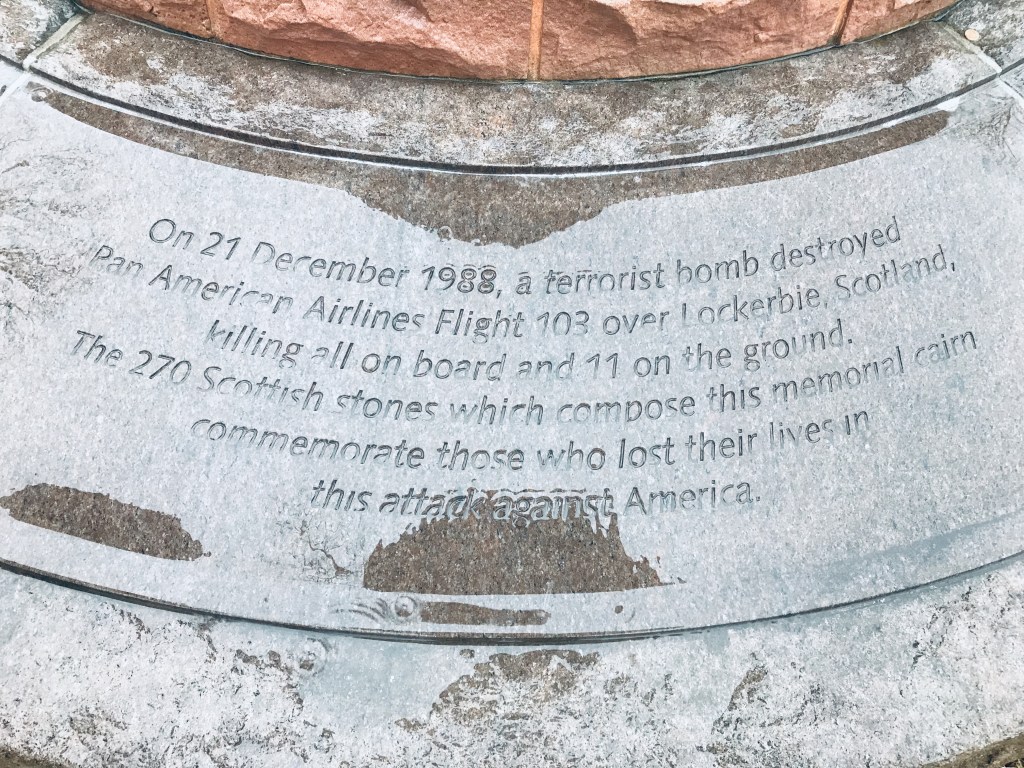 On 21 December 1988, a terrorist bomb destroyed
Pan American Airlines Flight 103 over Lockerbie, Scotland,
killing all on board and 11 on the ground.
The 270 Scottish stones which compose this memorial cairn
commemorate those who lost their lives in
this attack against America.